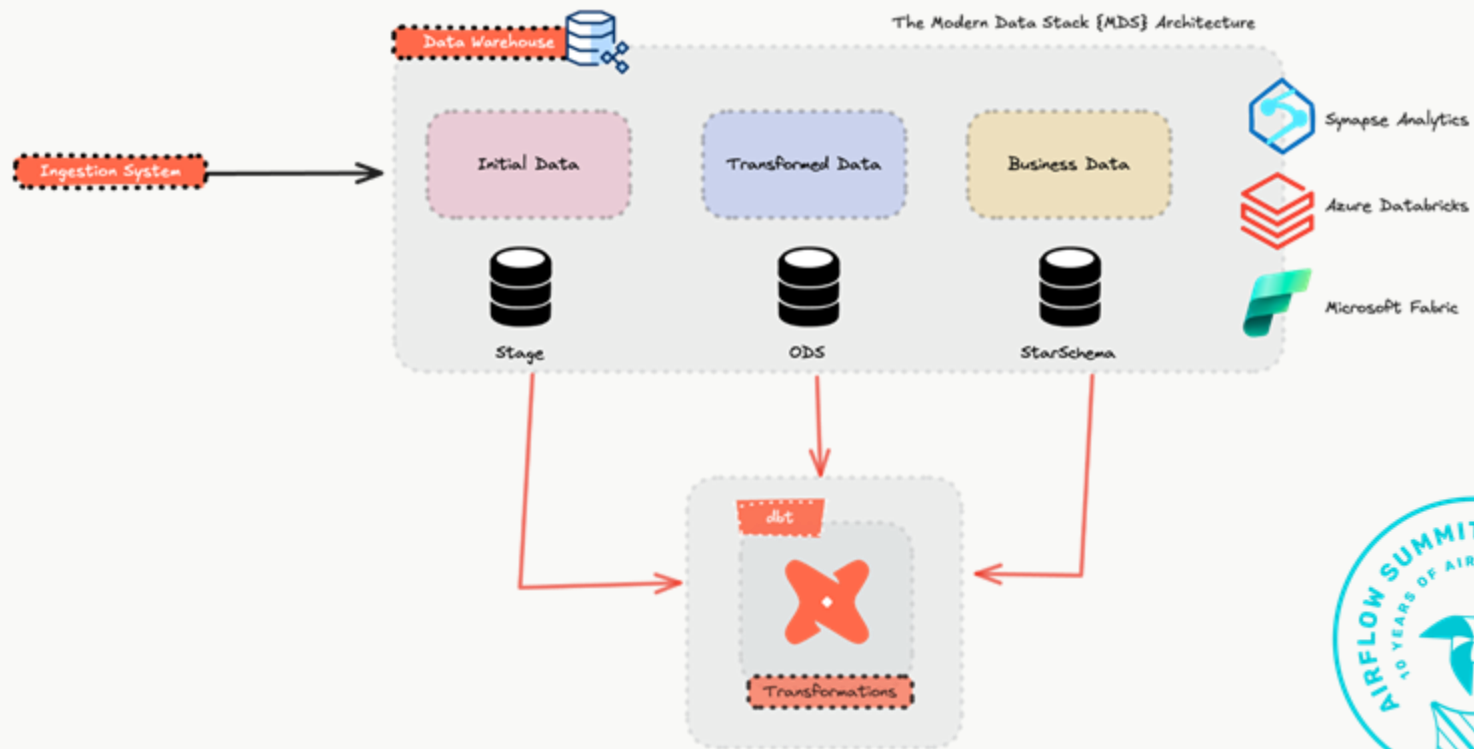 The Modern Data Stack {MDS} Architecture
Data Warehouse
Ingestion System
Initial Data
Transformed Data
Business Data
Synapse Analytics
Azure Databricks
Microsoft Fabric
Stage
ODS
StarSchema
dbt
Transformations
AIRFLOW SUMMIT
10 YEARS OF